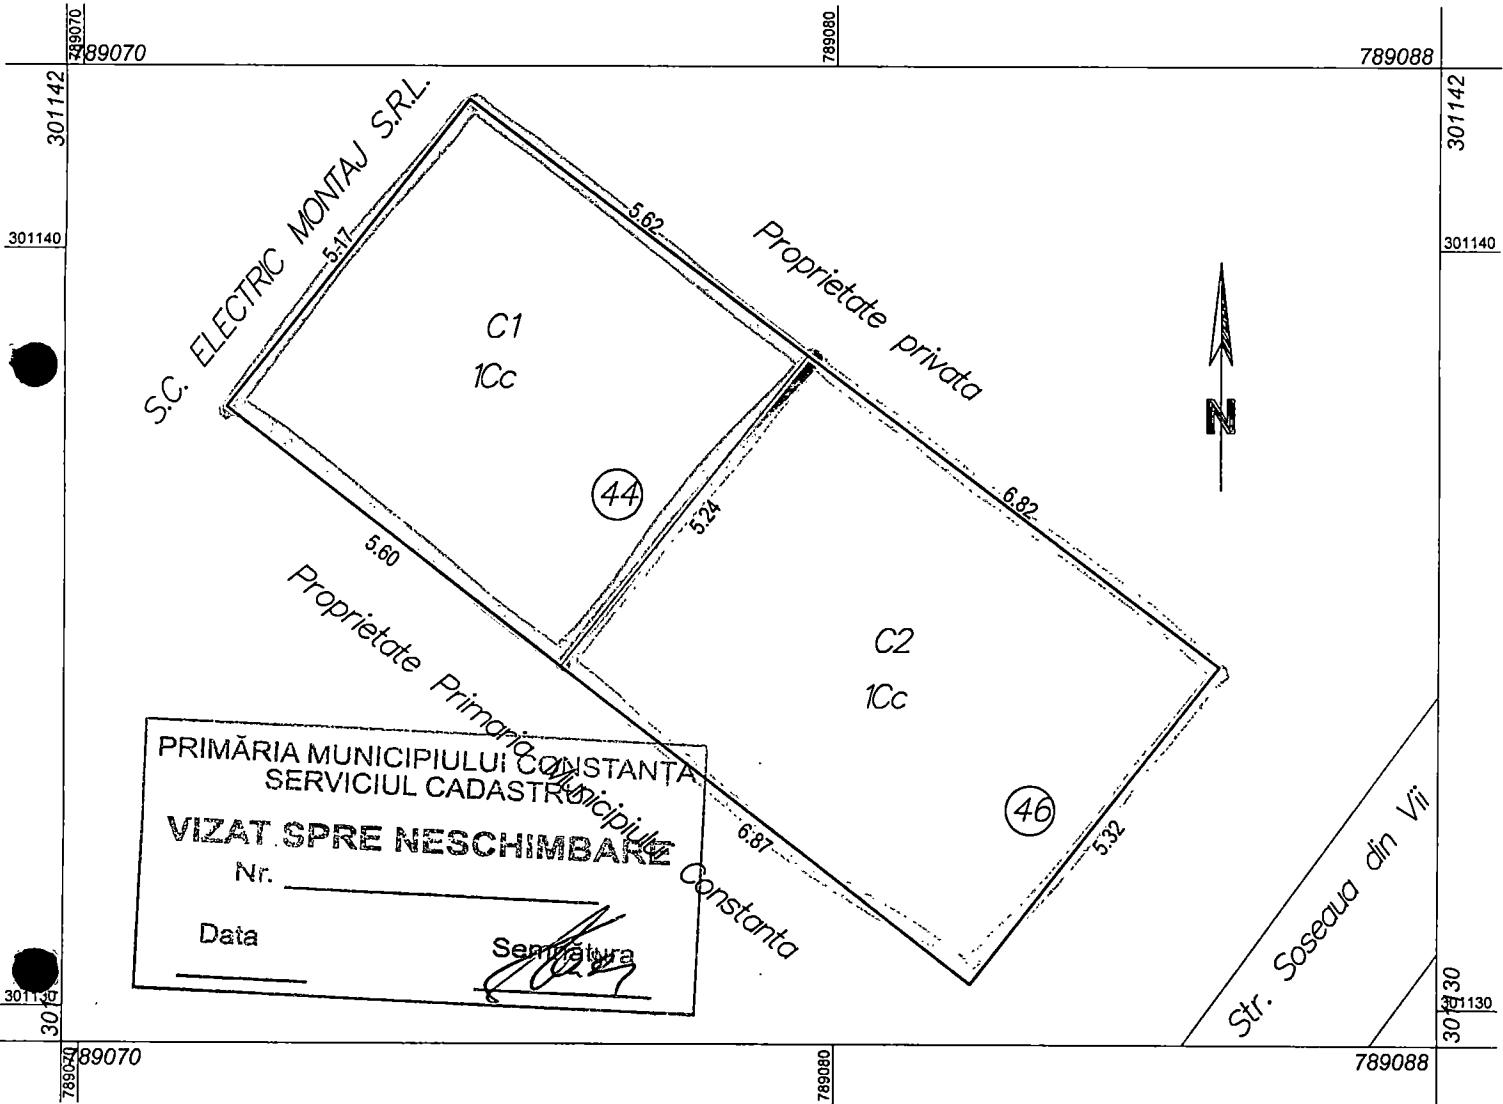 789070
789080
789070
789088
301142
301142
S.C. ELECTRIC MONTAJ S.R.L.
5.17
5.62
Proprietate privata
301140
301140
C1
1Cc
N
44
5.24
6.82
5.60
Proprietate Primaria Municipiului Constanta
C2
1Cc
PRIMĂRIA MUNICIPIULUI CONSTANȚA
SERVICIUL CADASTRU
VIZAT SPRE NESCHIMBARE
Nr.
Data
Semnătura
6.87
46
5.32
Str. Soseaua din Vii
301130
301130
301130
789070
789088
789070
789080